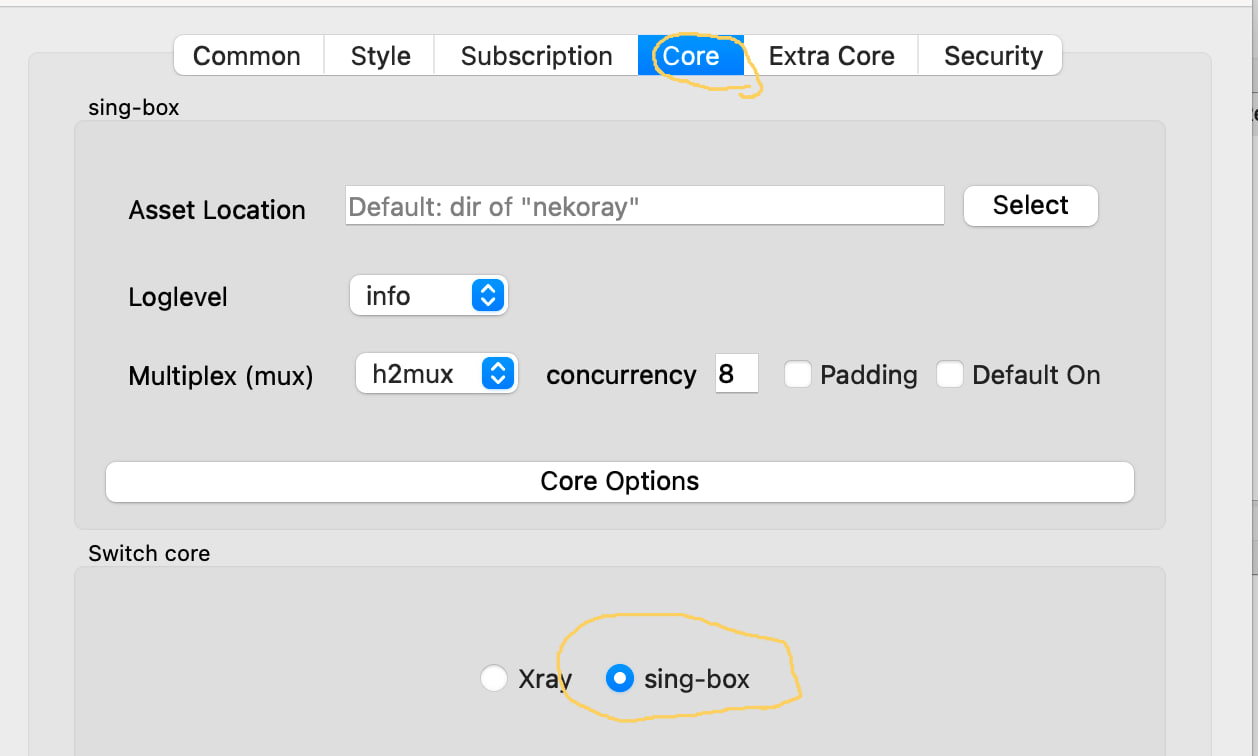 Common Style Subscription Core Extra Core Security
sing-box
Asset Location Default: dir of "nekoray" Select
Loglevel info
Multiplex (mux) h2mux concurrency 8 Padding Default On
Core Options
Switch core
Xray sing-box